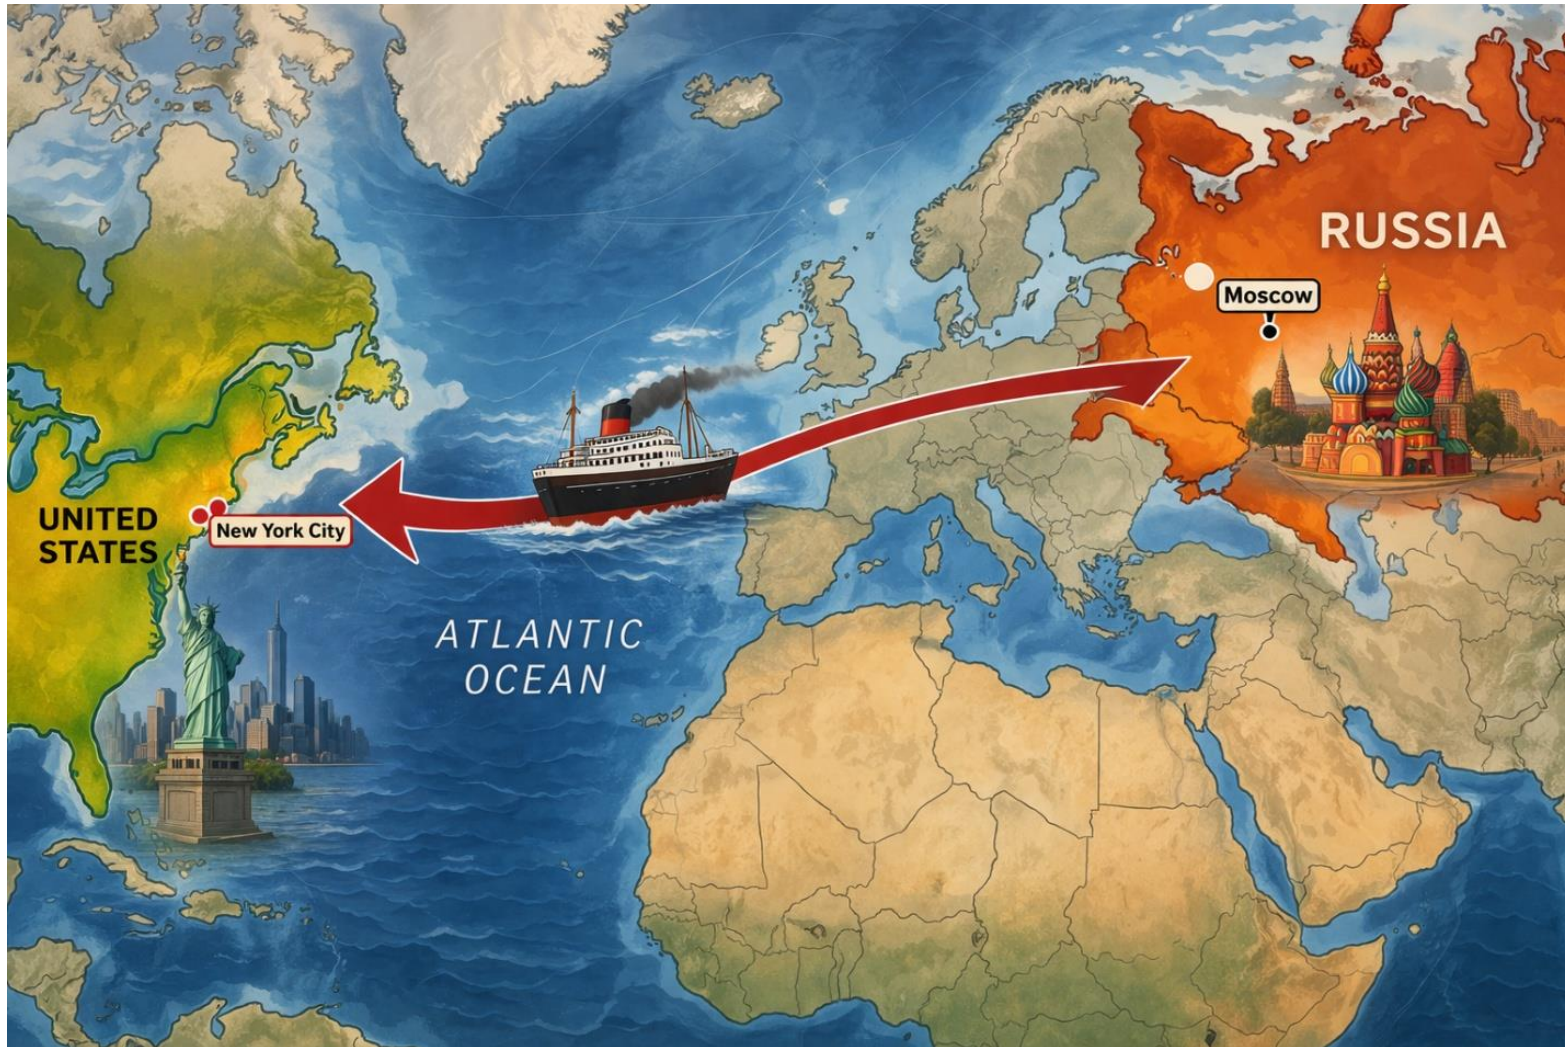 RUSSIA
Moscow
UNITED
STATES
New York City
ATLANTIC
OCEAN